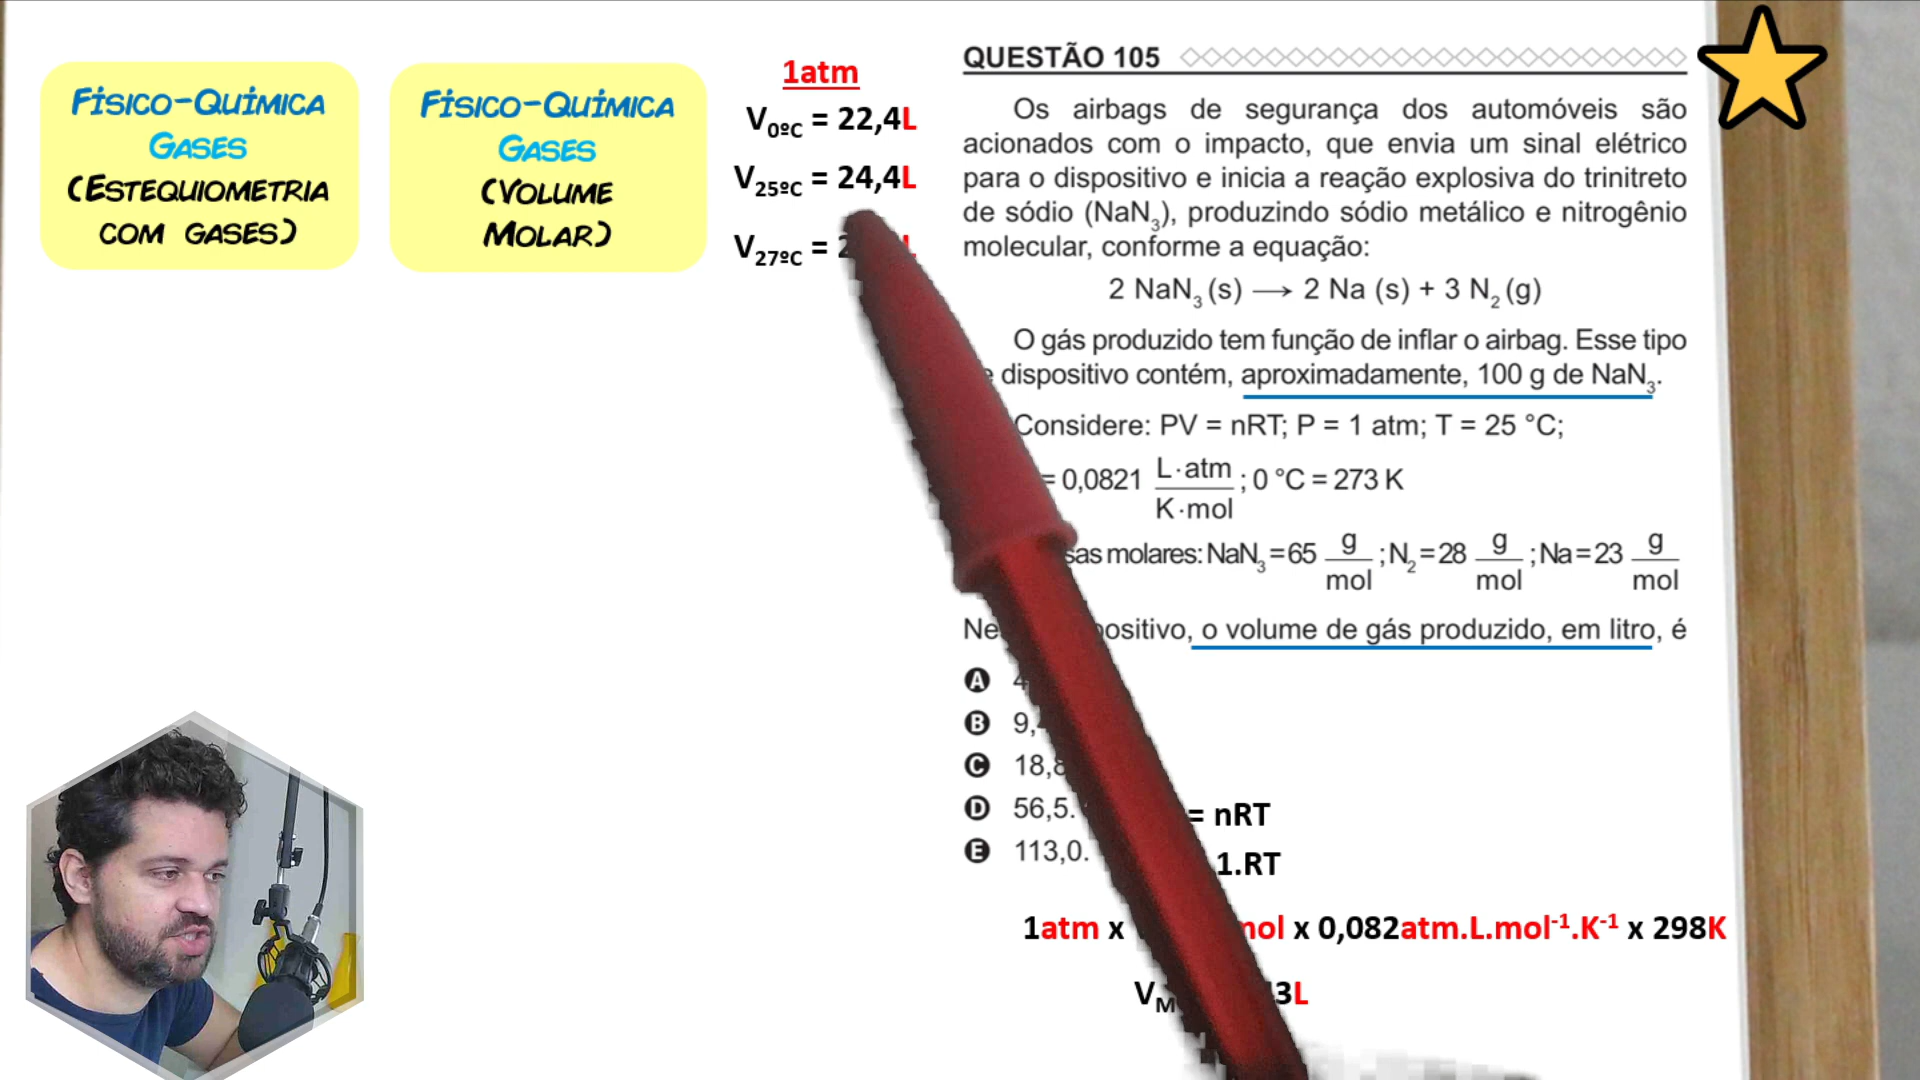 FÍSICO-QUÍMICA
GASES
(ESTEQUIOMETRIA
COM GASES)
FÍSICO-QUÍMICA
GASES
(VOLUME
MOLAR)
1atm
V0ºC = 22,4L
V25ºC = 24,4L
V27ºC = 2
QUESTÃO 105
Os airbags de segurança dos automóveis são
acionados com o impacto, que envia um sinal elétrico
para o dispositivo e inicia a reação explosiva do trinitreto
de sódio (NaN3), produzindo sódio metálico e nitrogênio
molecular, conforme a equação:
2 NaN3 (s) ⟶ 2 Na (s) + 3 N2 (g)
O gás produzido tem função de inflar o airbag. Esse tipo
dispositivo contém, aproximadamente, 100 g de NaN3.
Considere: PV = nRT; P = 1 atm; T = 25 °C;
= 0,0821 L·atm / K·mol ; 0 °C = 273 K
molares: NaN3 = 65 g/mol ; N2 = 28 g/mol ; Na = 23 g/mol
o volume de gás produzido, em litro, é
A
B 9,
C 18,8
D 56,5.
E 113,0.
= nRT
1.RT
1atm x mol x 0,082atm.L.mol-1.K-1 x 298K
VM 3L